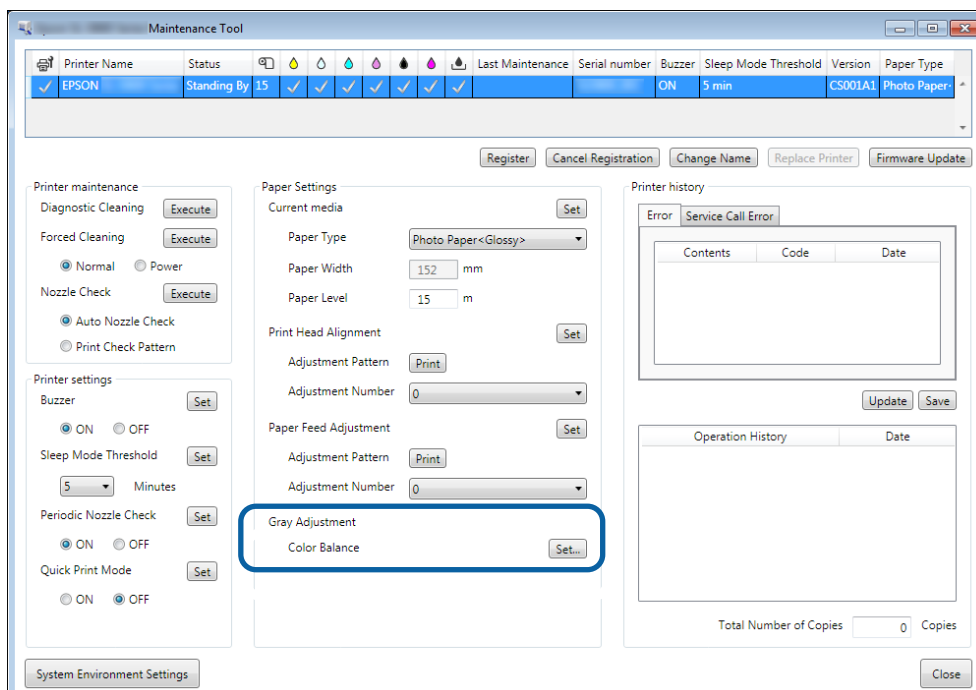 Maintenance Tool
Printer Name Status Last Maintenance Serial number Buzzer Sleep Mode Threshold Version Paper Type
EPSON Standing By 15 ON 5 min CS001A1 Photo Paper
Register Cancel Registration Change Name Replace Printer Firmware Update
Printer maintenance
Diagnostic Cleaning Execute
Forced Cleaning Execute
Normal Power
Nozzle Check Execute
Auto Nozzle Check
Print Check Pattern
Printer settings
Buzzer Set
ON OFF
Sleep Mode Threshold Set
5 Minutes
Periodic Nozzle Check Set
ON OFF
Quick Print Mode Set
ON OFF
Paper Settings
Current media Set
Paper Type Photo Paper<Glossy>
Paper Width 152 mm
Paper Level 15 m
Print Head Alignment Set
Adjustment Pattern Print
Adjustment Number 0
Paper Feed Adjustment Set
Adjustment Pattern Print
Adjustment Number 0
Gray Adjustment
Color Balance Set...
Printer history
Error Service Call Error
Contents Code Date
Update Save
Operation History Date
Total Number of Copies 0 Copies
System Environment Settings Close